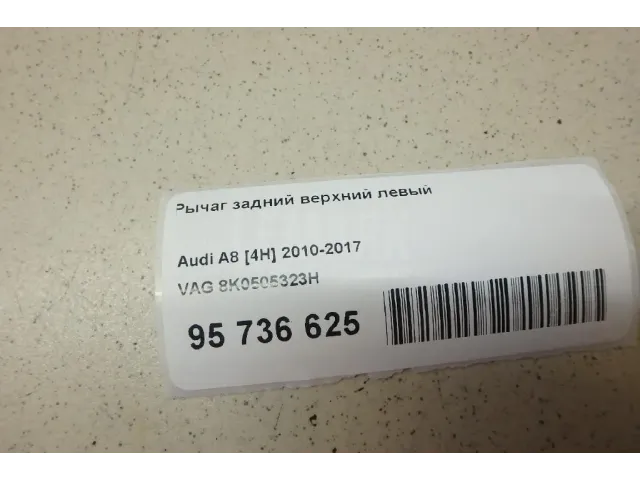 Рычаг задний верхний левый
Audi A8 [4H] 2010-2017
VAG 8K0505323H
95 736 625